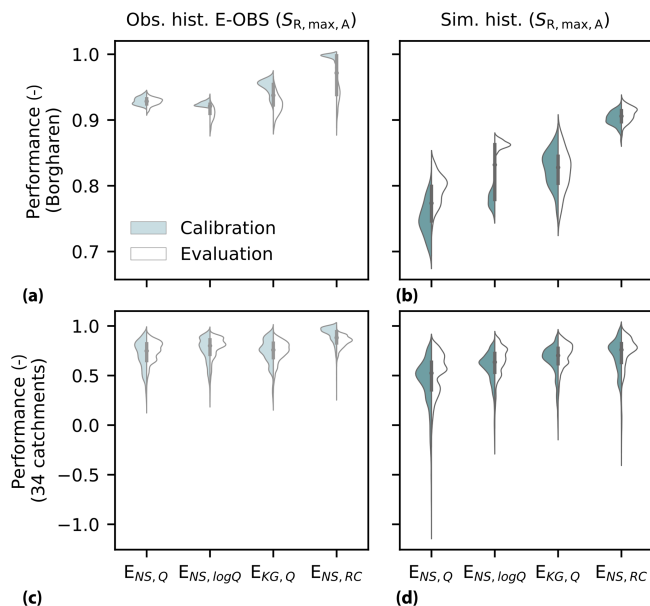 Obs. hist. E-OBS (S_R,max,A)
Sim. hist. (S_R,max,A)
Performance (-)
(Borgharen)
1.0
0.9
0.8
0.7
Calibration
Evaluation
(a)
(b)
Performance (-)
(34 catchments)
1.0
0.5
0.0
−0.5
−1.0
E_NS,Q E_NS,logQ E_KG,Q E_NS,RC
E_NS,Q E_NS,logQ E_KG,Q E_NS,RC
(c)
(d)